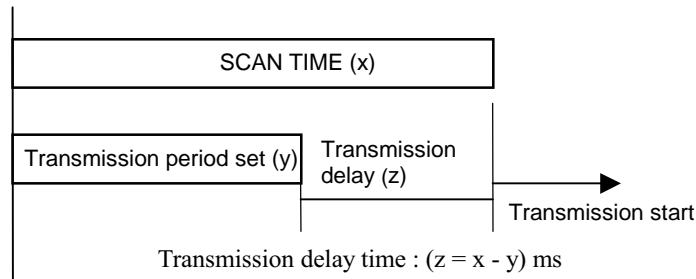 SCAN TIME (x)
Transmission period set (y)
Transmission
delay (z)
Transmission start
Transmission delay time : (z = x - y) ms